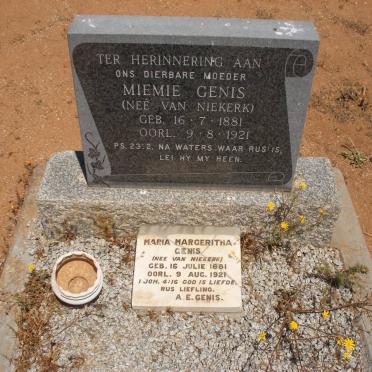 TER HERINNERING AAN
ONS DIERBARE MOEDER
MIEMIE GENIS
(NEÉ VAN NIEKERK)
GEB. 16·7·1881
OORL. 9·8·1921
PS. 23:2. NA WATERS WAAR RUS IS,
LEI HY MY HEEN.
MARIA MARGERITHA
GENIS
(NEE VAN NIEKERK)
GEB. 16 JULIE 1881
OORL. 9 AUG. 1921.
1 JOH. 4:16 GOD IS LIEFDE.
RUS LIEFLING.
A.E. GENIS.